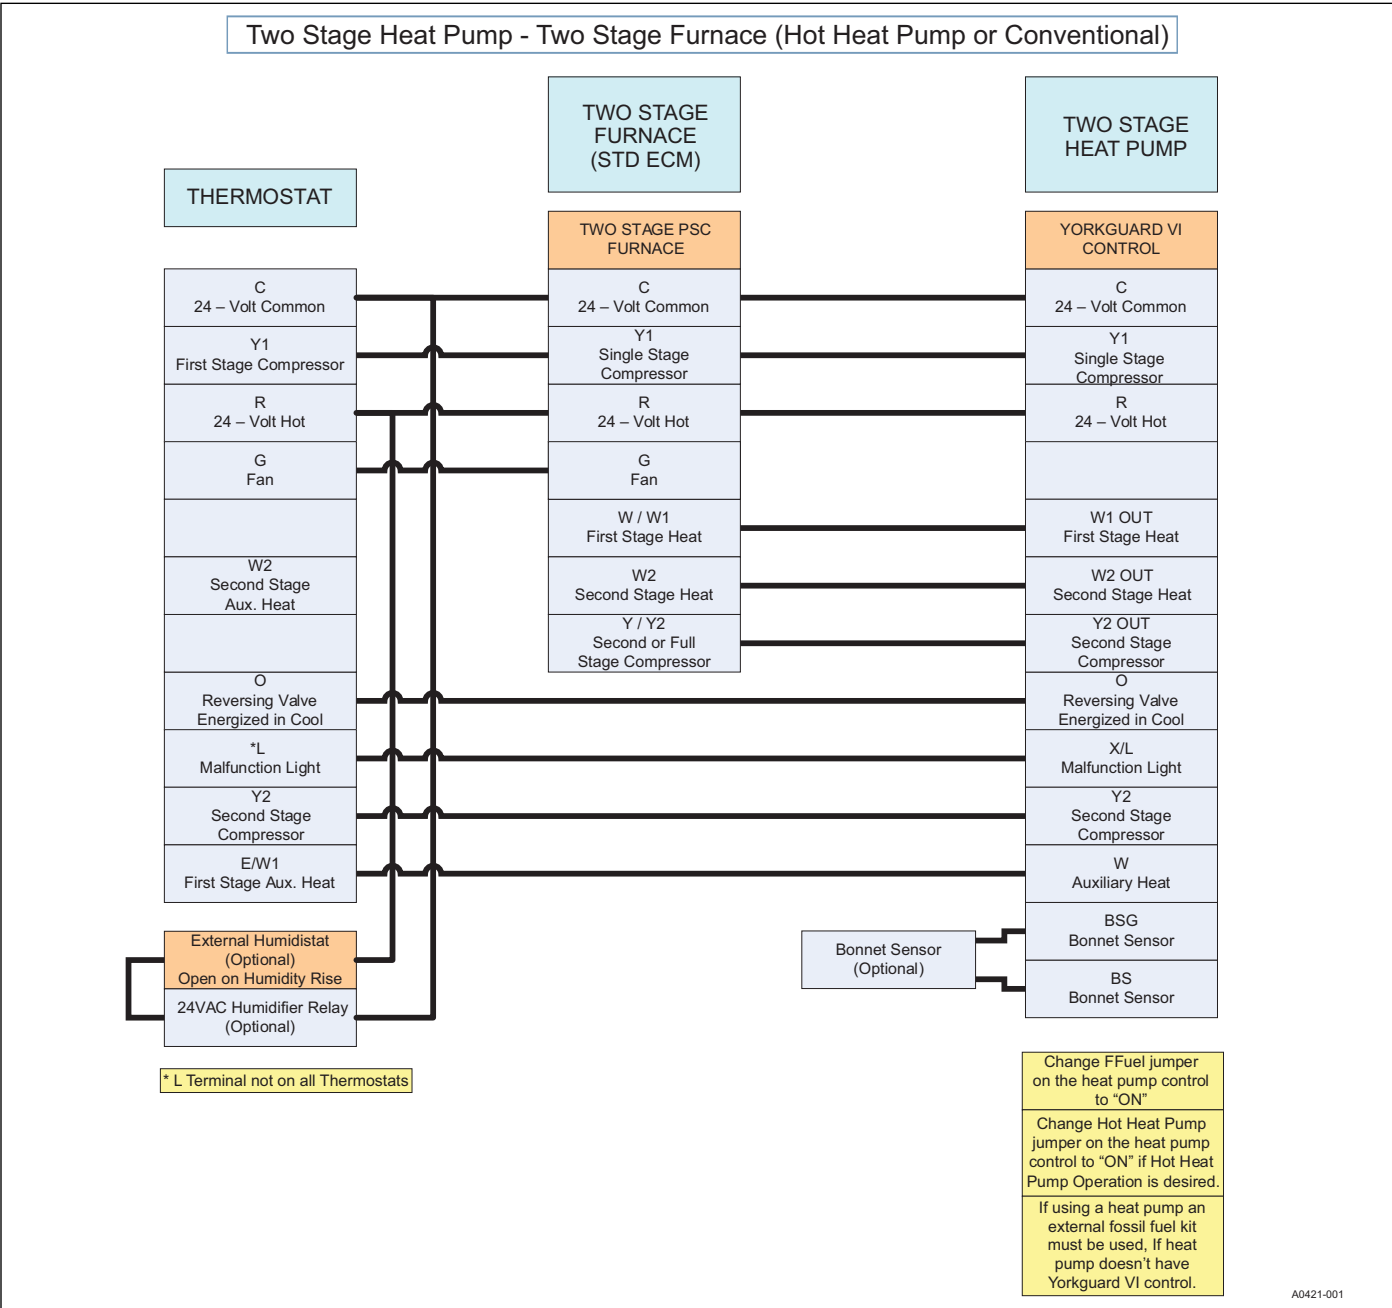 Two Stage Heat Pump - Two Stage Furnace (Hot Heat Pump or Conventional)
THERMOSTAT
C
24 – Volt Common
Y1
First Stage Compressor
R
24 – Volt Hot
G
Fan
W2
Second Stage
Aux. Heat
O
Reversing Valve
Energized in Cool
*L
Malfunction Light
Y2
Second Stage
Compressor
E/W1
First Stage Aux. Heat
External Humidistat
(Optional)
Open on Humidity Rise
24VAC Humidifier Relay
(Optional)
* L Terminal not on all Thermostats
TWO STAGE
FURNACE
(STD ECM)
TWO STAGE PSC
FURNACE
C
24 – Volt Common
Y1
Single Stage
Compressor
R
24 – Volt Hot
G
Fan
W / W1
First Stage Heat
W2
Second Stage Heat
Y / Y2
Second or Full
Stage Compressor
Bonnet Sensor
(Optional)
TWO STAGE
HEAT PUMP
YORKGUARD VI
CONTROL
C
24 – Volt Common
Y1
Single Stage
Compressor
R
24 – Volt Hot
W1 OUT
First Stage Heat
W2 OUT
Second Stage Heat
Y2 OUT
Second Stage
Compressor
O
Reversing Valve
Energized in Cool
X/L
Malfunction Light
Y2
Second Stage
Compressor
W
Auxiliary Heat
BSG
Bonnet Sensor
BS
Bonnet Sensor
Change FFuel jumper
on the heat pump control
to “ON”
Change Hot Heat Pump
jumper on the heat pump
control to “ON” if Hot Heat
Pump Operation is desired.
If using a heat pump an
external fossil fuel kit
must be used, If heat
pump doesn’t have
Yorkguard VI control.
A0421-001